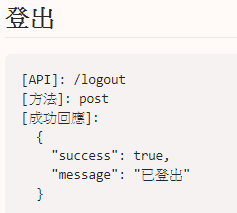 登出
[API]: /logout
[方法]: post
[成功回應]:
  {
    "success": true,
    "message": "已登出"
  }